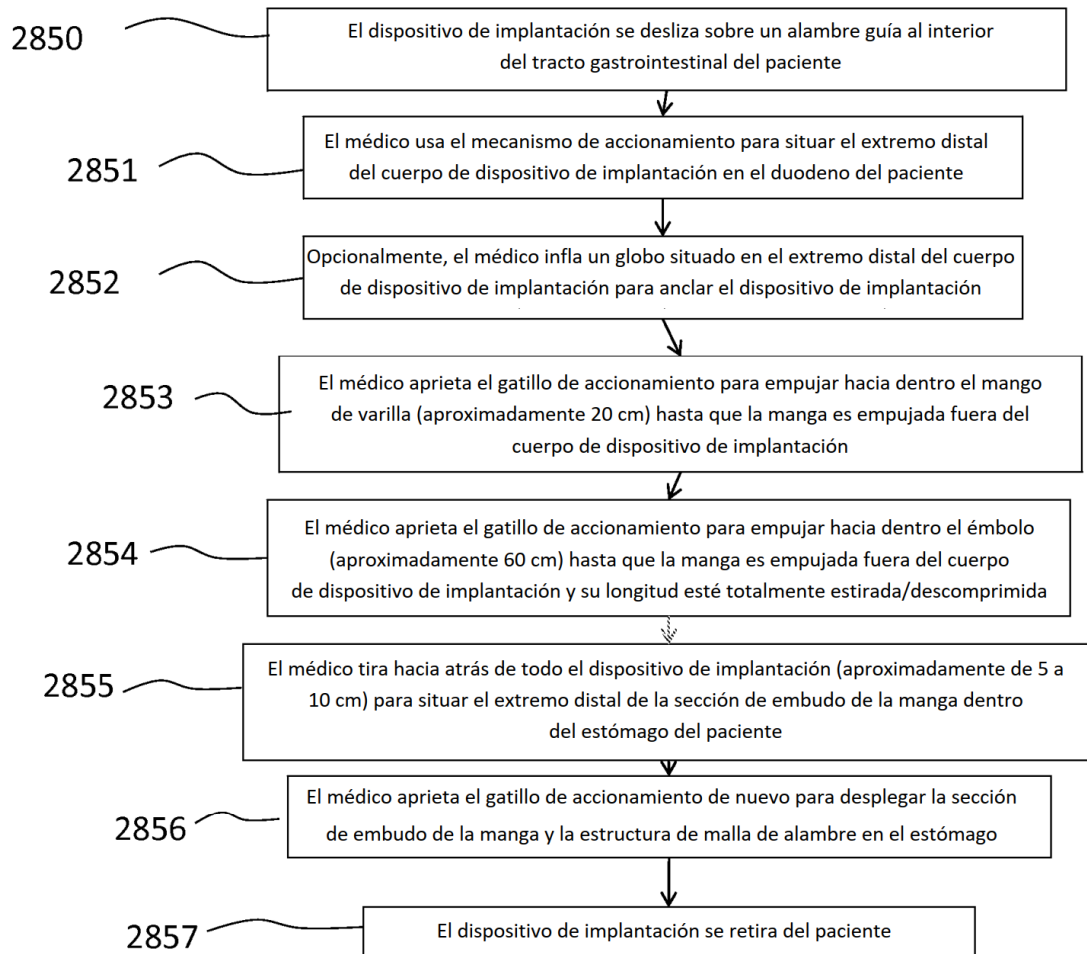 2850
El dispositivo de implantación se desliza sobre un alambre guía al interior
del tracto gastrointestinal del paciente
2851
El médico usa el mecanismo de accionamiento para situar el extremo distal
del cuerpo de dispositivo de implantación en el duodeno del paciente
2852
Opcionalmente, el médico infla un globo situado en el extremo distal del cuerpo
de dispositivo de implantación para anclar el dispositivo de implantación
2853
El médico aprieta el gatillo de accionamiento para empujar hacia dentro el mango
de varilla (aproximadamente 20 cm) hasta que la manga es empujada fuera del
cuerpo de dispositivo de implantación
2854
El médico aprieta el gatillo de accionamiento para empujar hacia dentro el émbolo
(aproximadamente 60 cm) hasta que la manga es empujada fuera del cuerpo
de dispositivo de implantación y su longitud esté totalmente estirada/descomprimida
2855
El médico tira hacia atrás de todo el dispositivo de implantación (aproximadamente de 5 a
10 cm) para situar el extremo distal de la sección de embudo de la manga dentro
del estómago del paciente
2856
El médico aprieta el gatillo de accionamiento de nuevo para desplegar la sección
de embudo de la manga y la estructura de malla de alambre en el estómago
2857
El dispositivo de implantación se retira del paciente